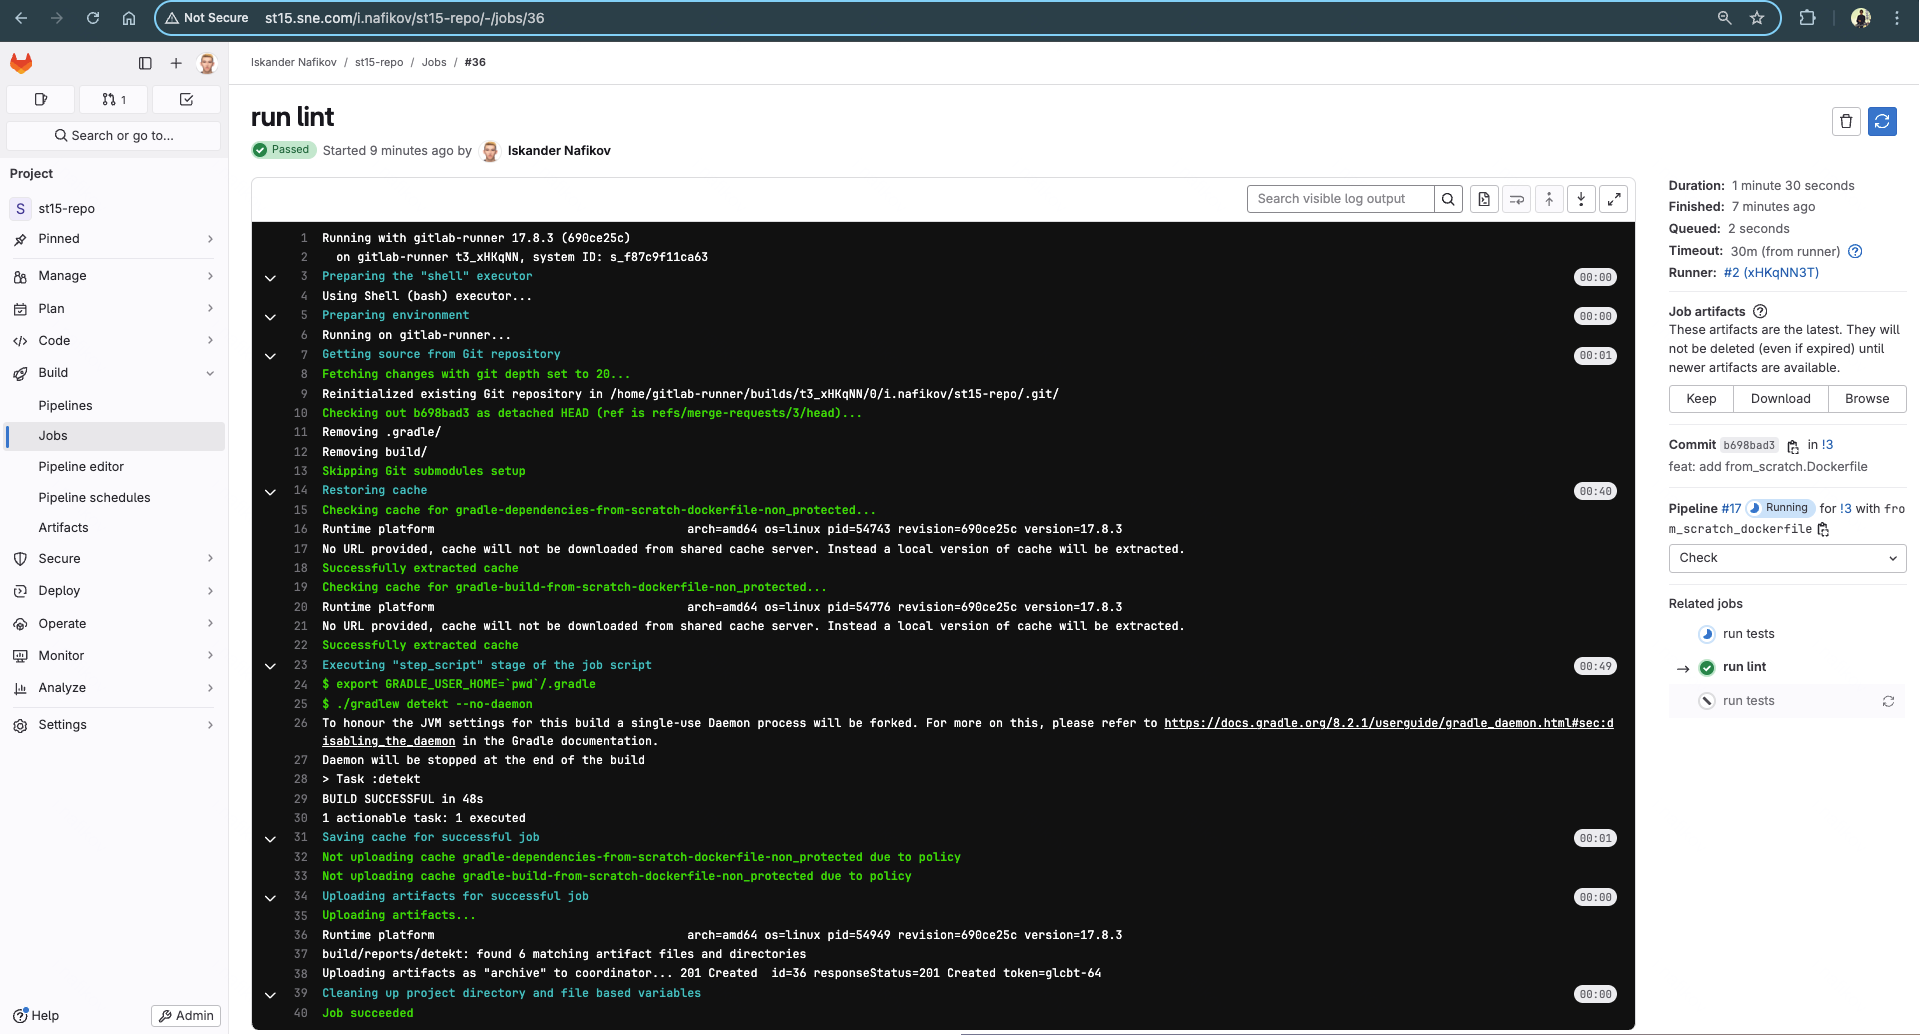 Not Secure st15.sne.com/i.nafikov/st15-repo/-/jobs/36
Iskander Nafikov / st15-repo / Jobs / #36
1
Search or go to...
Project
S st15-repo
Pinned
Manage
Plan
Code
Build
Pipelines
Jobs
Pipeline editor
Pipeline schedules
Artifacts
Secure
Deploy
Operate
Monitor
Analyze
Settings
Help
Admin
run lint
Passed Started 9 minutes ago by Iskander Nafikov
Search visible log output
1 Running with gitlab-runner 17.8.3 (690ce25c)
2 on gitlab-runner t3_xHKqNN, system ID: s_f87c9f11ca63
3 Preparing the "shell" executor 00:00
4 Using Shell (bash) executor...
5 Preparing environment 00:00
6 Running on gitlab-runner...
7 Getting source from Git repository 00:01
8 Fetching changes with git depth set to 20...
9 Reinitialized existing Git repository in /home/gitlab-runner/builds/t3_xHKqNN/0/i.nafikov/st15-repo/.git/
10 Checking out b698bad3 as detached HEAD (ref is refs/merge-requests/3/head)...
11 Removing .gradle/
12 Removing build/
13 Skipping Git submodules setup
14 Restoring cache 00:40
15 Checking cache for gradle-dependencies-from-scratch-dockerfile-non_protected...
16 Runtime platform arch=amd64 os=linux pid=54743 revision=690ce25c version=17.8.3
17 No URL provided, cache will not be downloaded from shared cache server. Instead a local version of cache will be extracted.
18 Successfully extracted cache
19 Checking cache for gradle-build-from-scratch-dockerfile-non_protected...
20 Runtime platform arch=amd64 os=linux pid=54776 revision=690ce25c version=17.8.3
21 No URL provided, cache will not be downloaded from shared cache server. Instead a local version of cache will be extracted.
22 Successfully extracted cache
23 Executing "step_script" stage of the job script 00:49
24 $ export GRADLE_USER_HOME=`pwd`/.gradle
25 $ ./gradlew detekt --no-daemon
26 To honour the JVM settings for this build a single-use Daemon process will be forked. For more on this, please refer to https://docs.gradle.org/8.2.1/userguide/gradle_daemon.html#sec:d
isabling_the_daemon in the Gradle documentation.
27 Daemon will be stopped at the end of the build
28 > Task :detekt
29 BUILD SUCCESSFUL in 48s
30 1 actionable task: 1 executed
31 Saving cache for successful job 00:01
32 Not uploading cache gradle-dependencies-from-scratch-dockerfile-non_protected due to policy
33 Not uploading cache gradle-build-from-scratch-dockerfile-non_protected due to policy
34 Uploading artifacts for successful job 00:00
35 Uploading artifacts...
36 Runtime platform arch=amd64 os=linux pid=54949 revision=690ce25c version=17.8.3
37 build/reports/detekt: found 6 matching artifact files and directories
38 Uploading artifacts as "archive" to coordinator... 201 Created id=36 responseStatus=201 Created token=glcbt-64
39 Cleaning up project directory and file based variables 00:00
40 Job succeeded
Duration: 1 minute 30 seconds
Finished: 7 minutes ago
Queued: 2 seconds
Timeout: 30m (from runner)
Runner: #2 (xHKqNN3T)
Job artifacts
These artifacts are the latest. They will
not be deleted (even if expired) until
newer artifacts are available.
Keep Download Browse
Commit b698bad3 in !3
feat: add from_scratch.Dockerfile
Pipeline #17 Running for !3 with fro
m_scratch_dockerfile
Check
Related jobs
run tests
→ run lint
run tests